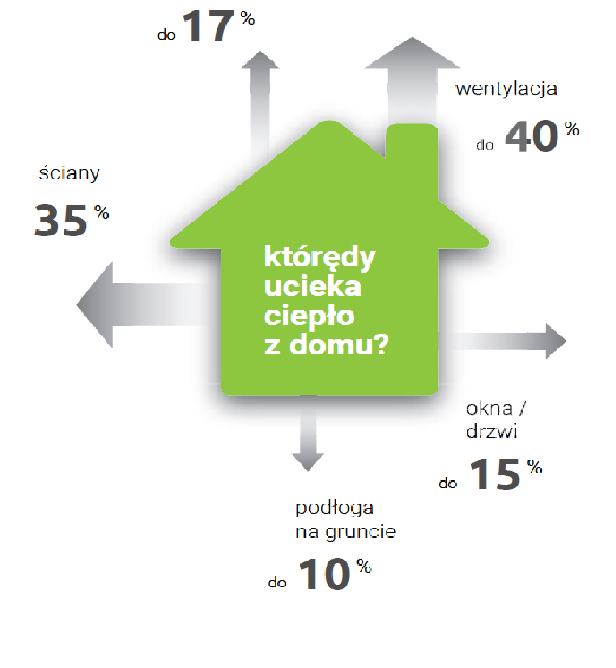 do 17 %
wentylacja
do 40 %
ściany
35 %
którędy
ucieka
ciepło
z domu?
okna /
drzwi
do 15 %
podłoga
na gruncie
do 10 %